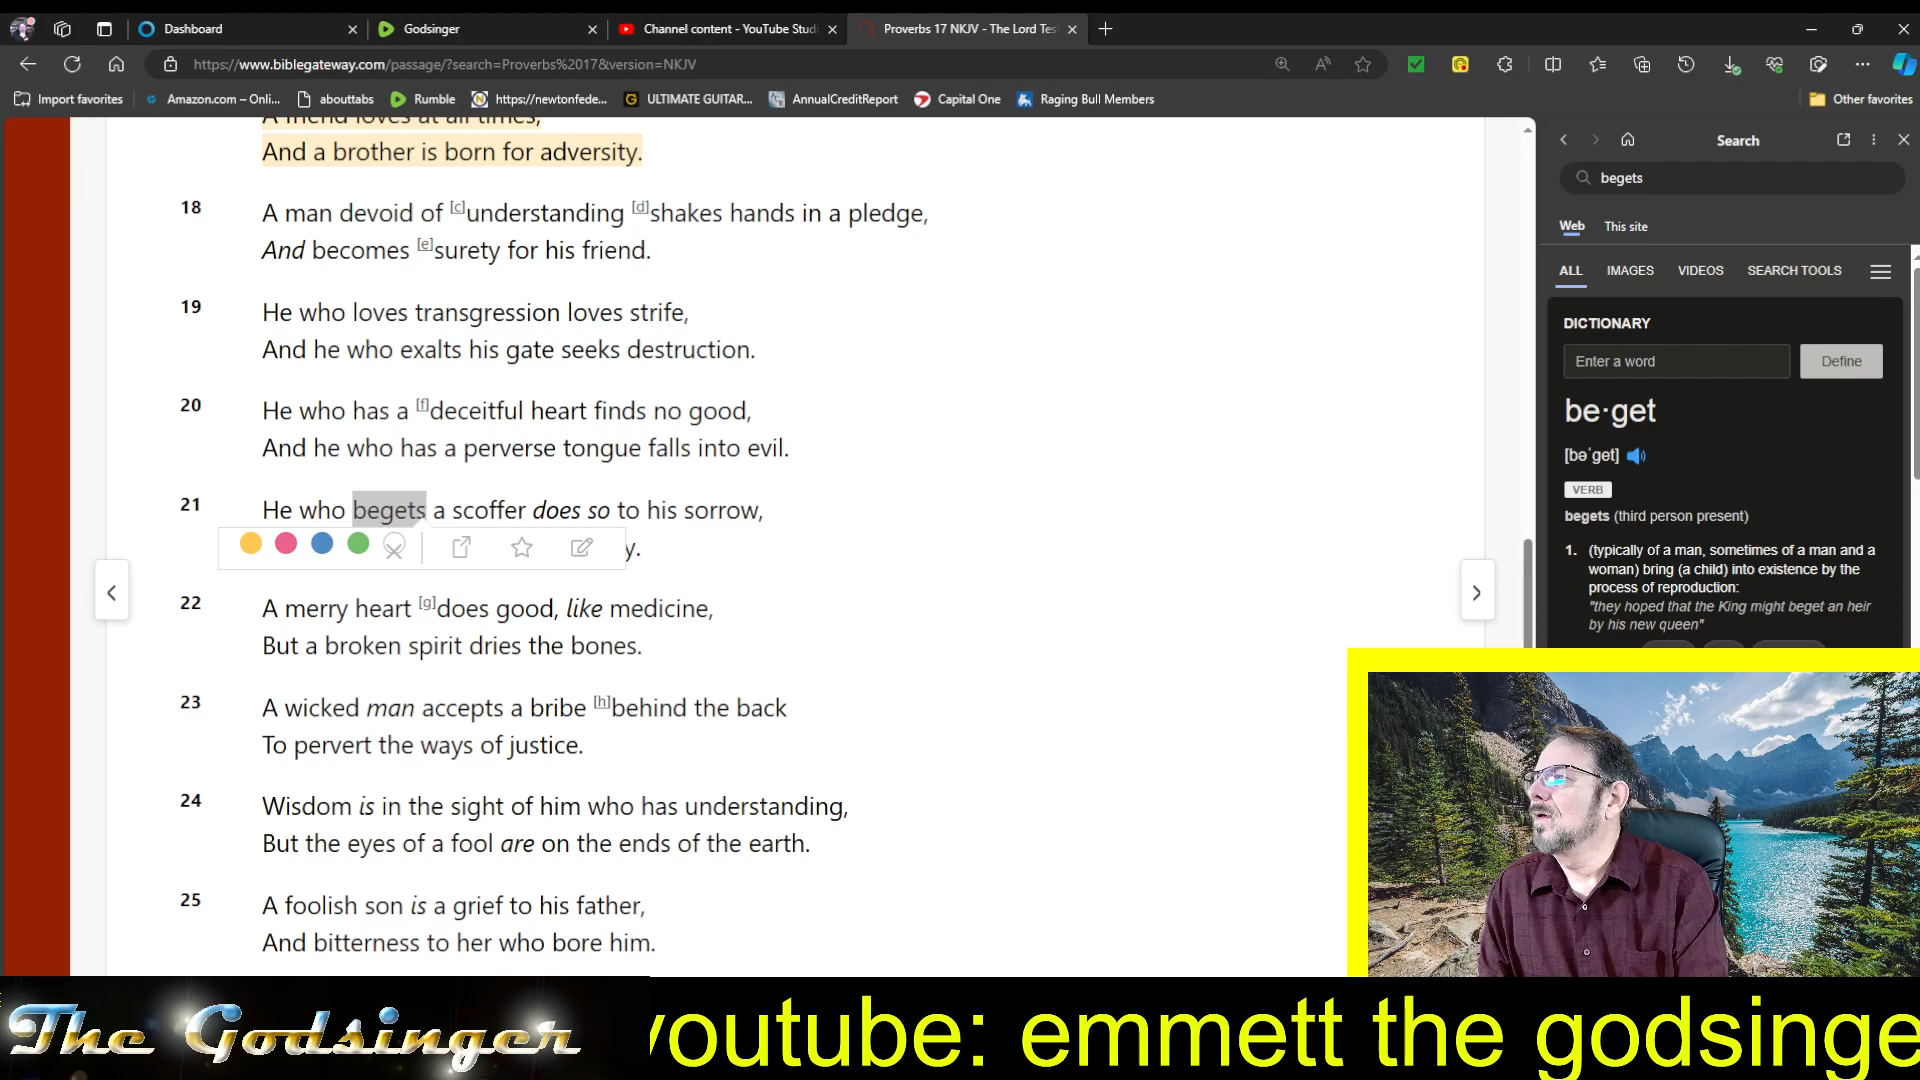 Dashboard
Godsinger
Channel content - YouTube Studi
Proverbs 17 NKJV - The Lord Tes
https://www.biblegateway.com/passage/?search=Proverbs%2017&version=NKJV
Import favorites
Amazon.com – Onli...
abouttabs
Rumble
https://newtonfede...
ULTIMATE GUITAR...
AnnualCreditReport
Capital One
Raging Bull Members
Other favorites
A friend loves at all times,
And a brother is born for adversity.
18 A man devoid of [c]understanding [d]shakes hands in a pledge,
And becomes [e]surety for his friend.
19 He who loves transgression loves strife,
And he who exalts his gate seeks destruction.
20 He who has a [f]deceitful heart finds no good,
And he who has a perverse tongue falls into evil.
21 He who begets a scoffer does so to his sorrow,
y.
22 A merry heart [g]does good, like medicine,
But a broken spirit dries the bones.
23 A wicked man accepts a bribe [h]behind the back
To pervert the ways of justice.
24 Wisdom is in the sight of him who has understanding,
But the eyes of a fool are on the ends of the earth.
25 A foolish son is a grief to his father,
And bitterness to her who bore him.
Search
begets
Web This site
ALL IMAGES VIDEOS SEARCH TOOLS
DICTIONARY
Enter a word Define
be·get
[bəˈɡet]
VERB
begets (third person present)
1. (typically of a man, sometimes of a man and a
woman) bring (a child) into existence by the
process of reproduction:
"they hoped that the King might beget an heir
by his new queen"
The Godsinger
youtube: emmett the godsinge